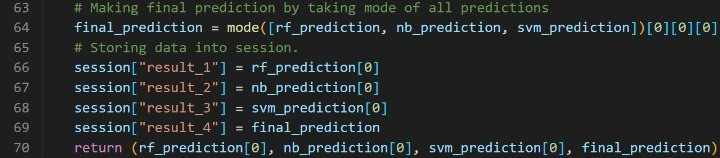 63 # Making final prediction by taking mode of all predictions
64 final_prediction = mode([rf_prediction, nb_prediction, svm_prediction])[0][0][0]
65 # Storing data into session.
66 session["result_1"] = rf_prediction[0]
67 session["result_2"] = nb_prediction[0]
68 session["result_3"] = svm_prediction[0]
69 session["result_4"] = final_prediction
70 return (rf_prediction[0], nb_prediction[0], svm_prediction[0], final_prediction)